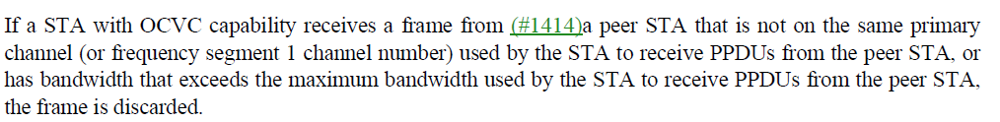 If a STA with OCVC capability receives a frame from (#1414)a peer STA that is not on the same primary
channel (or frequency segment 1 channel number) used by the STA to receive PPDUs from the peer STA, or
has bandwidth that exceeds the maximum bandwidth used by the STA to receive PPDUs from the peer STA,
the frame is discarded.